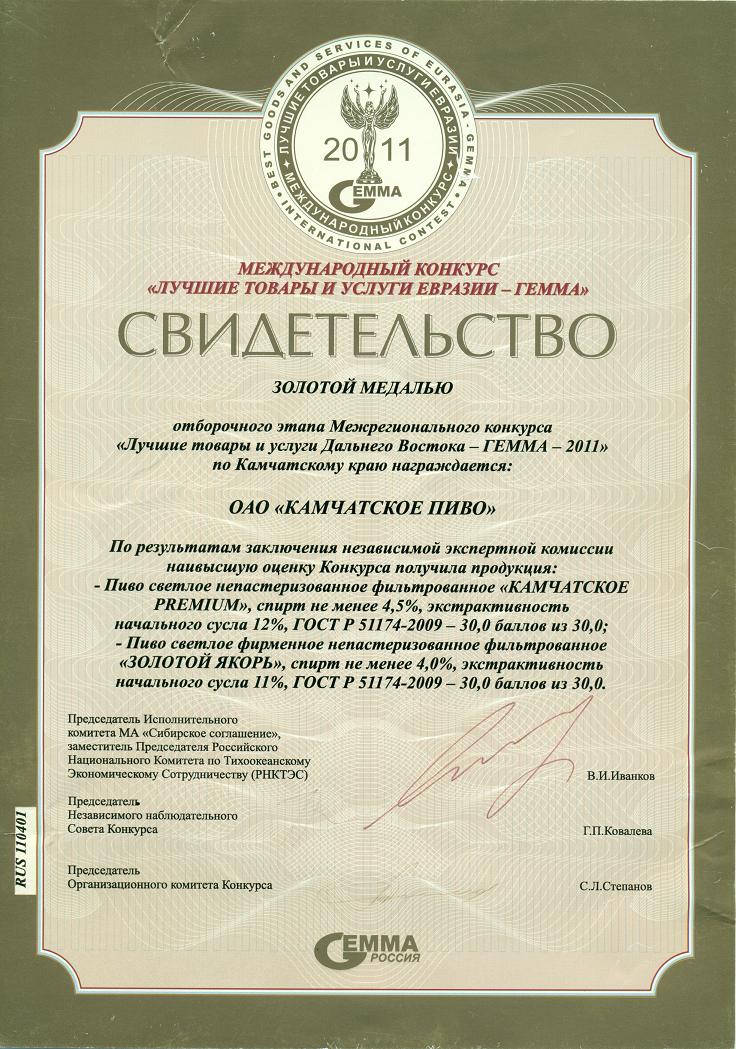 BEST GOODS AND SERVICES OF EURASIA - GEMMA
INTERNATIONAL CONTEST
ЛУЧШИЕ ТОВАРЫ И УСЛУГИ ЕВРАЗИИ
МЕЖДУНАРОДНЫЙ КОНКУРС
20 11
GEMMA
МЕЖДУНАРОДНЫЙ КОНКУРС
«ЛУЧШИЕ ТОВАРЫ И УСЛУГИ ЕВРАЗИИ – ГЕММА»
СВИДЕТЕЛЬСТВО
ЗОЛОТОЙ МЕДАЛЬЮ
отборочного этапа Межрегионального конкурса
«Лучшие товары и услуги Дальнего Востока – ГЕММА – 2011»
по Камчатскому краю награждается:
ОАО «КАМЧАТСКОЕ ПИВО»
По результатам заключения независимой экспертной комиссии
наивысшую оценку Конкурса получила продукция:
- Пиво светлое непастеризованное фильтрованное «КАМЧАТСКОЕ
PREMIUM», спирт не менее 4,5%, экстрактивность
начального сусла 12%, ГОСТ Р 51174-2009 – 30,0 баллов из 30,0;
- Пиво светлое фирменное непастеризованное фильтрованное
«ЗОЛОТОЙ ЯКОРЬ», спирт не менее 4,0%, экстрактивность
начального сусла 11%, ГОСТ Р 51174-2009 – 30,0 баллов из 30,0.
Председатель Исполнительного
комитета МА «Сибирское соглашение»,
заместитель Председателя Российского
Национального Комитета по Тихоокеанскому
Экономическому Сотрудничеству (РНКТЭС)
В.И.Иванков
Председатель
Независимого наблюдательного
Совета Конкурса
Г.П.Ковалева
Председатель
Организационного комитета Конкурса
С.Л.Степанов
RUS 110401
GEMMA
РОССИЯ